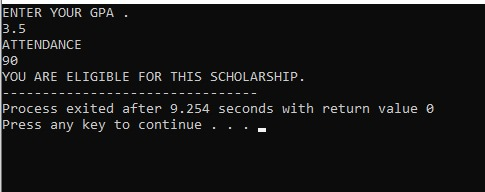 ENTER YOUR GPA .
3.5
ATTENDANCE
90
YOU ARE ELIGIBLE FOR THIS SCHOLARSHIP.
--------------------------------
Process exited after 9.254 seconds with return value 0
Press any key to continue . . .